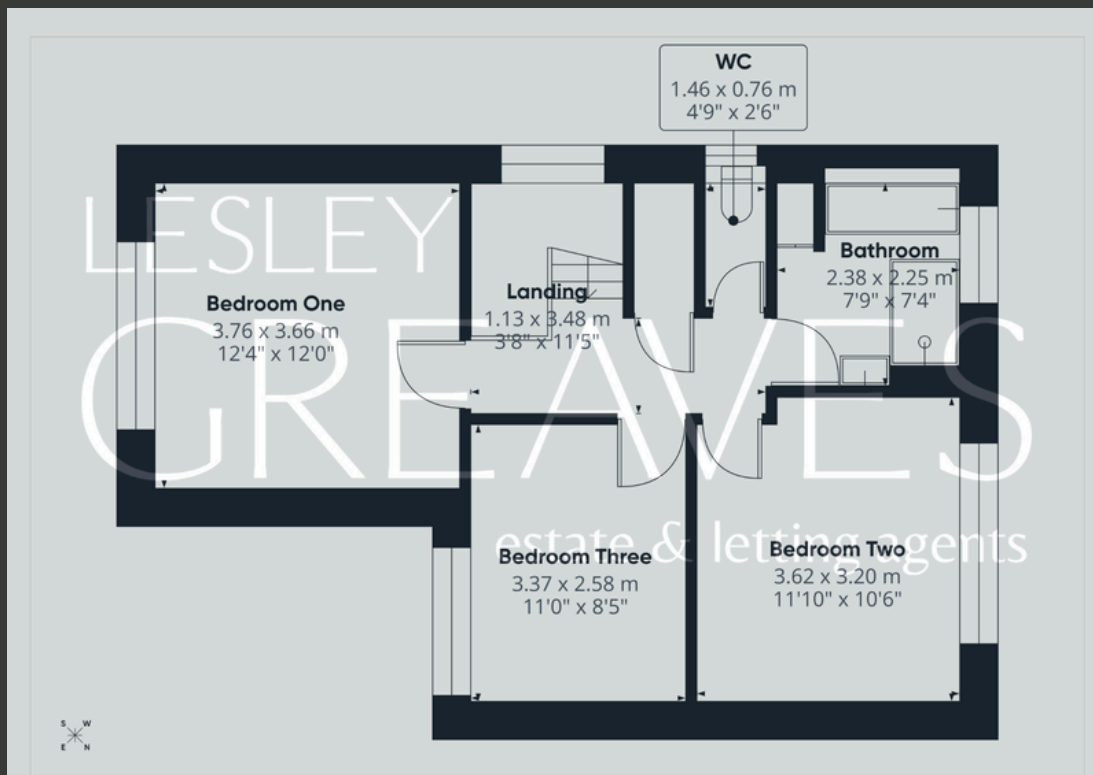 WC
1.46 x 0.76 m
4'9" x 2'6"
LESLEY
GREAVES
estate & letting agents
Bedroom One
3.76 x 3.66 m
12'4" x 12'0"
Landing
1.13 x 3.48 m
3'8" x 11'5"
Bathroom
2.38 x 2.25 m
7'9" x 7'4"
Bedroom Three
3.37 x 2.58 m
11'0" x 8'5"
Bedroom Two
3.62 x 3.20 m
11'10" x 10'6"
S W
E N